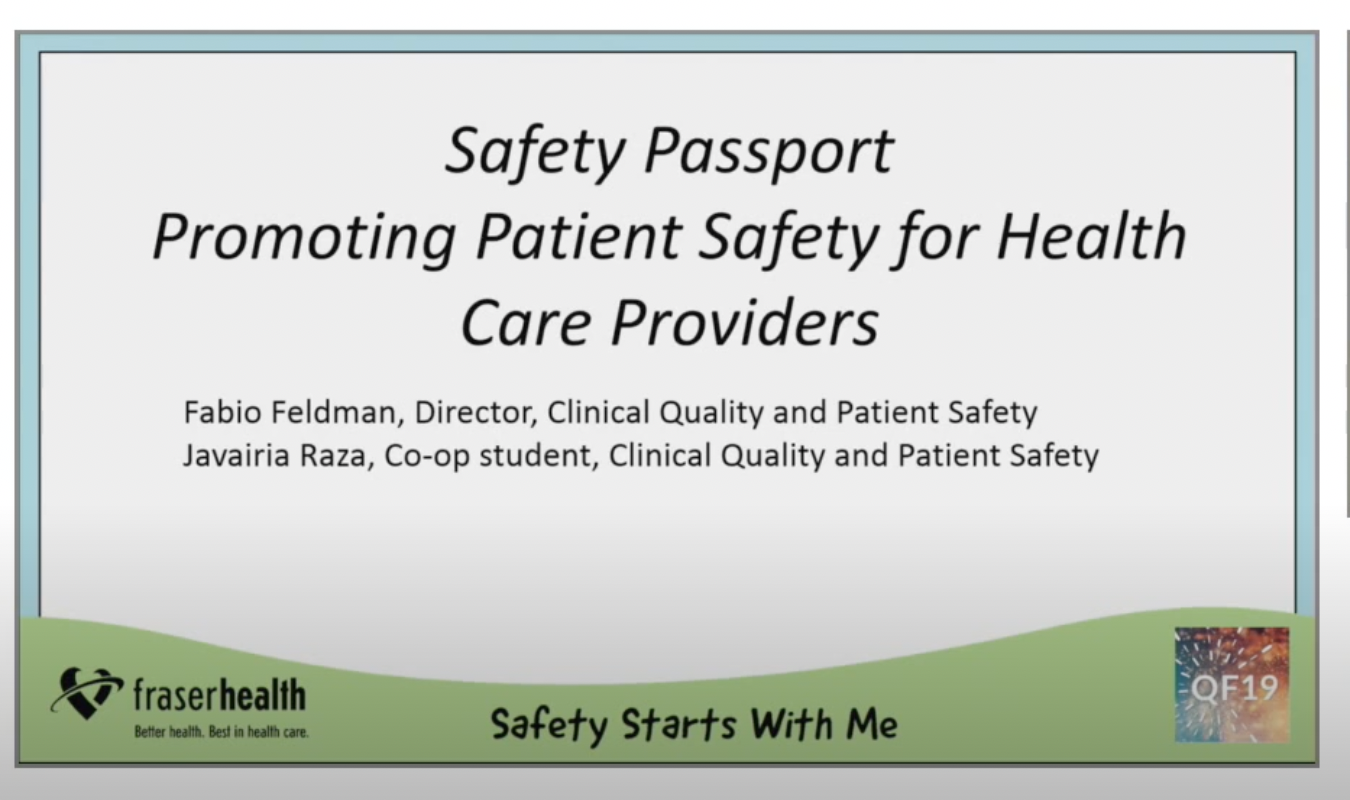 Safety Passport
Promoting Patient Safety for Health
Care Providers
Fabio Feldman, Director, Clinical Quality and Patient Safety
Javairia Raza, Co-op student, Clinical Quality and Patient Safety
fraserhealth
Better health. Best in health care.
Safety Starts With Me
QF19